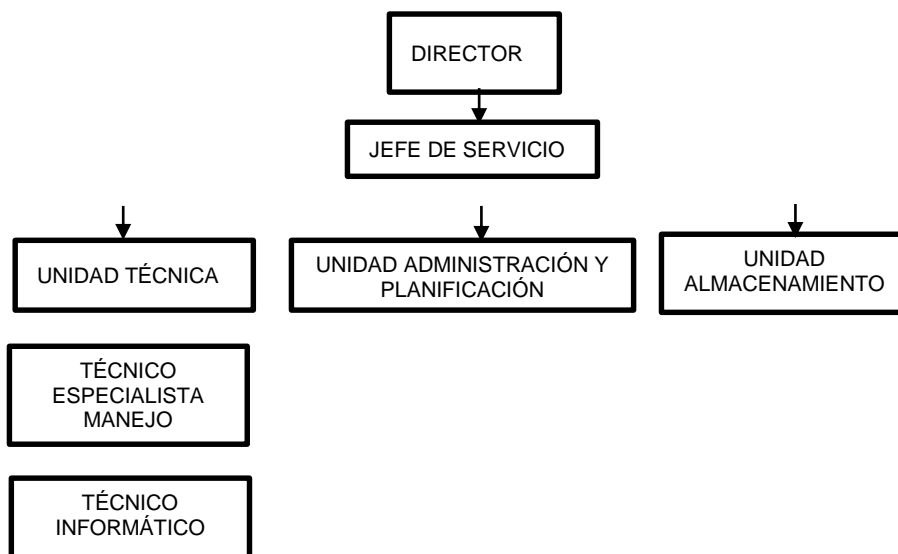 DIRECTOR
JEFE DE SERVICIO
UNIDAD TÉCNICA
UNIDAD ADMINISTRACIÓN Y
PLANIFICACIÓN
UNIDAD
ALMACENAMIENTO
TÉCNICO
ESPECIALISTA
MANEJO
TÉCNICO
INFORMÁTICO